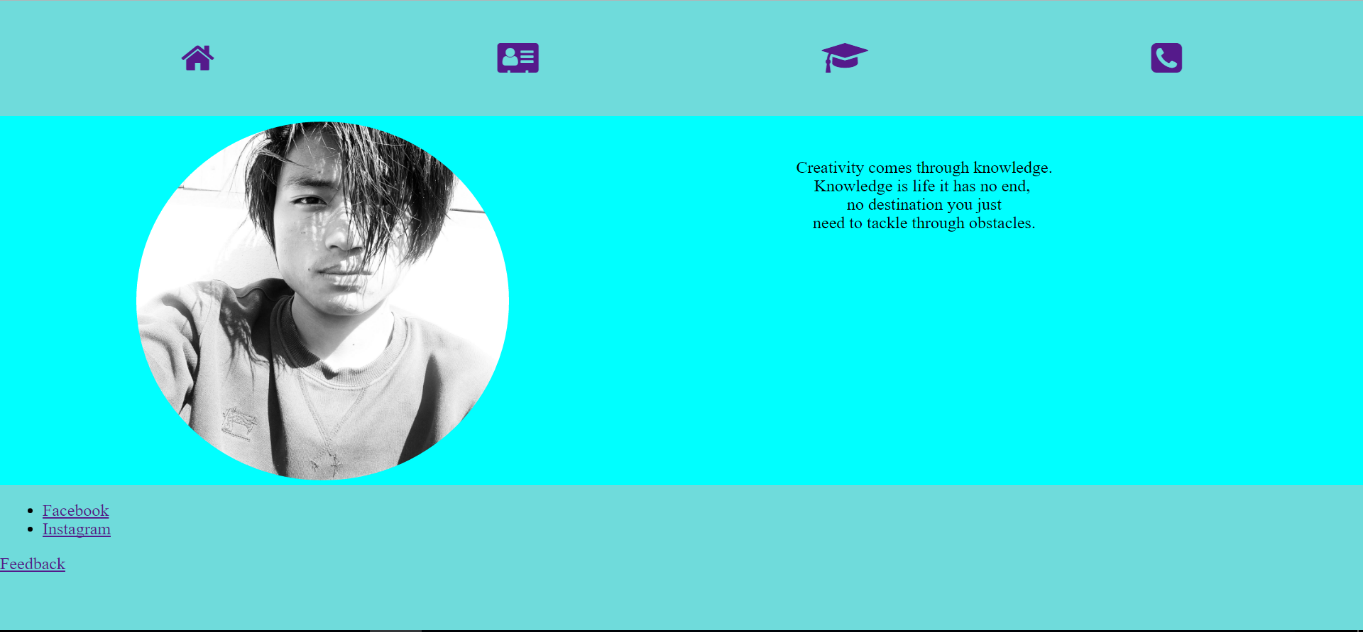 Creativity comes through knowledge.
Knowledge is life it has no end,
no destination you just
need to tackle through obstacles.
Facebook
Instagram
Feedback